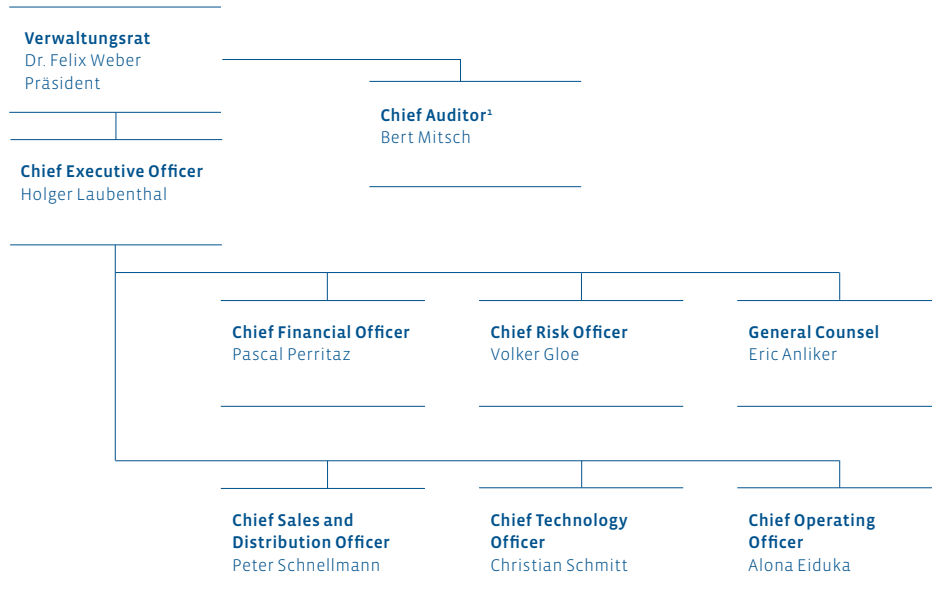 Verwaltungsrat
Dr. Felix Weber
Präsident
Chief Auditor¹
Bert Mitsch
Chief Executive Officer
Holger Laubenthal
Chief Financial Officer
Pascal Perritaz
Chief Risk Officer
Volker Gloe
General Counsel
Eric Anliker
Chief Sales and
Distribution Officer
Peter Schnellmann
Chief Technology
Officer
Christian Schmitt
Chief Operating
Officer
Alona Eiduka